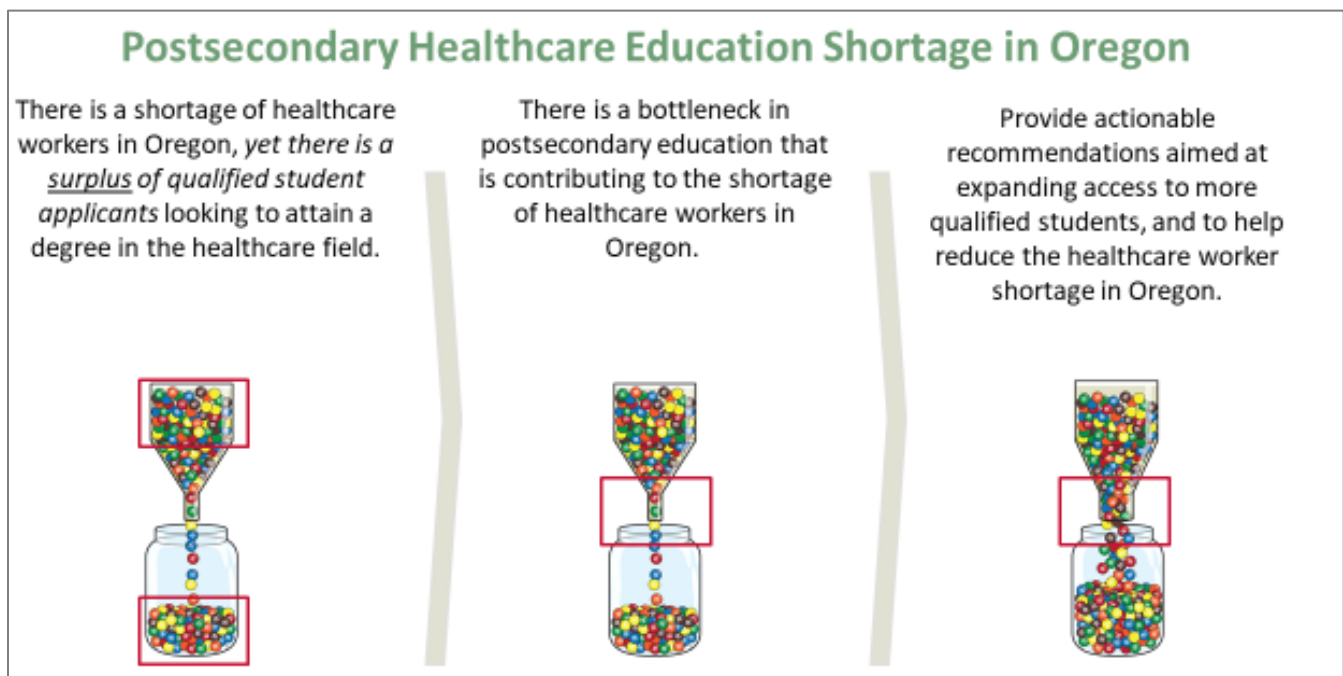 Postsecondary Healthcare Education Shortage in Oregon
There is a shortage of healthcare
workers in Oregon, yet there is a
surplus of qualified student
applicants looking to attain a
degree in the healthcare field.
There is a bottleneck in
postsecondary education that
is contributing to the shortage
of healthcare workers in
Oregon.
Provide actionable
recommendations aimed at
expanding access to more
qualified students, and to help
reduce the healthcare worker
shortage in Oregon.